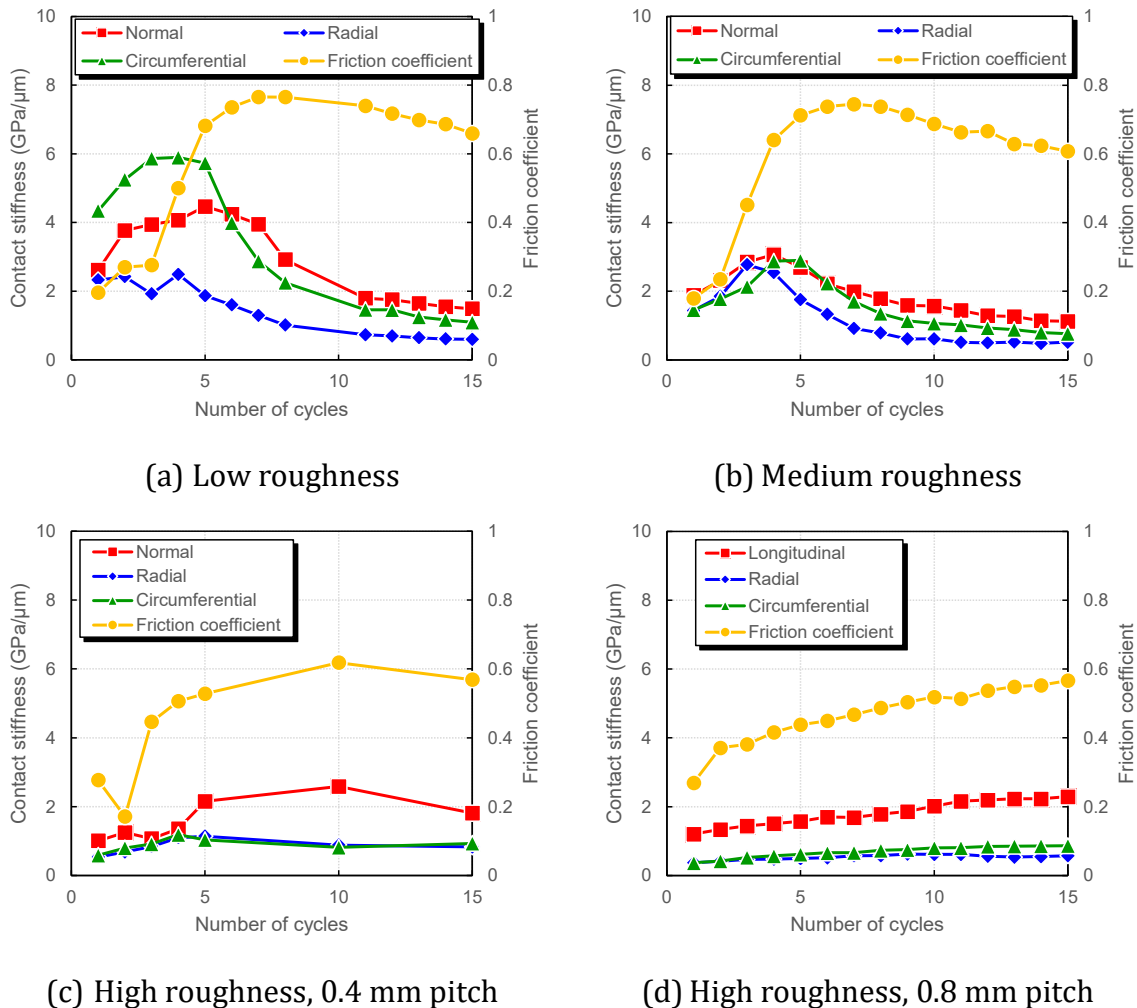 Normal
Radial
Circumferential
Friction coefficient
10
8
6
4
2
0
Contact stiffness (GPa/μm)
1
0.8
0.6
0.4
0.2
0
Friction coefficient
0
5
10
15
Number of cycles
(a) Low roughness
Normal
Radial
Circumferential
Friction coefficient
10
8
6
4
2
0
Contact stiffness (GPa/μm)
1
0.8
0.6
0.4
0.2
0
Friction coefficient
0
5
10
15
Number of cycles
(b) Medium roughness
Normal
Radial
Circumferential
Friction coefficient
10
8
6
4
2
0
Contact stiffness (GPa/μm)
1
0.8
0.6
0.4
0.2
0
Friction coefficient
0
5
10
15
Number of cycles
(c) High roughness, 0.4 mm pitch
Longitudinal
Radial
Circumferential
Friction coefficient
10
8
6
4
2
0
Contact stiffness (GPa/μm)
1
0.8
0.6
0.4
0.2
0
Friction coefficient
0
5
10
15
Number of cycles
(d) High roughness, 0.8 mm pitch